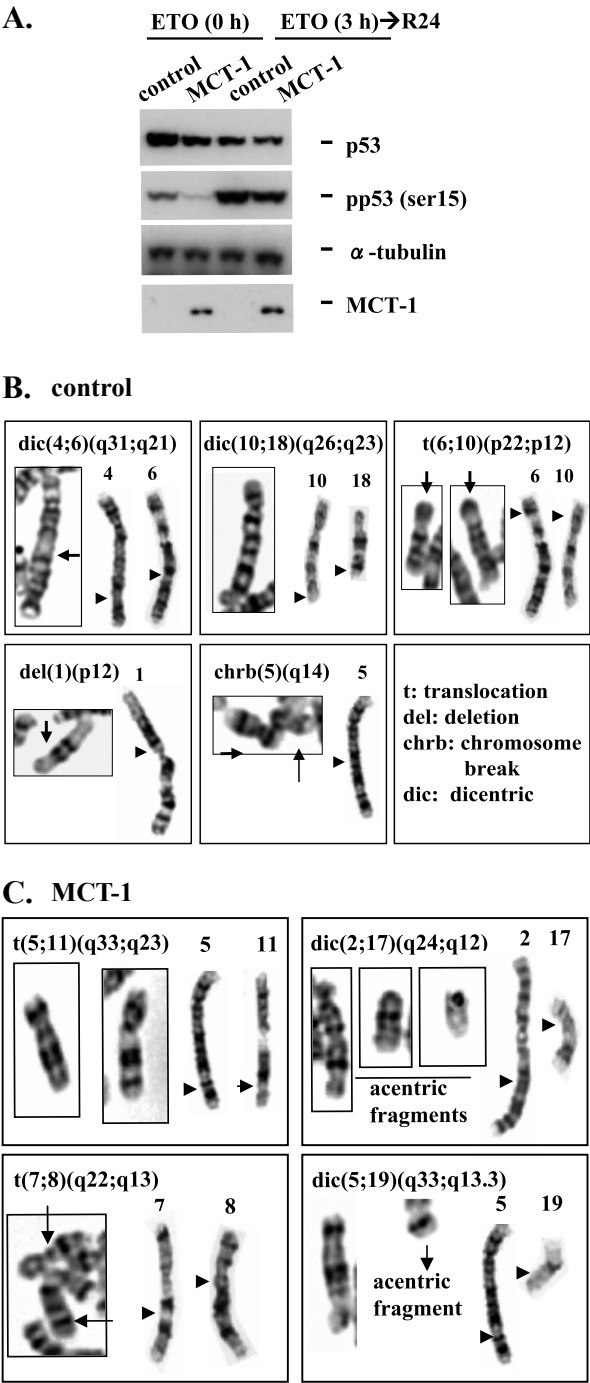 A.
ETO (0 h) ETO (3 h)→R24
control MCT-1 control MCT-1
- p53
- pp53 (ser15)
- α-tubulin
- MCT-1
B. control
dic(4;6)(q31;q21)
4 6
dic(10;18)(q26;q23)
10 18
t(6;10)(p22;p12)
6 10
del(1)(p12) 1
chrb(5)(q14) 5
t: translocation
del: deletion
chrb: chromosome
break
dic: dicentric
C. MCT-1
t(5;11)(q33;q23) 5 11
dic(2;17)(q24;q12) 2 17
acentric
fragments
t(7;8)(q22;q13)
7 8
dic(5;19)(q33;q13.3)
5 19
acentric
fragment